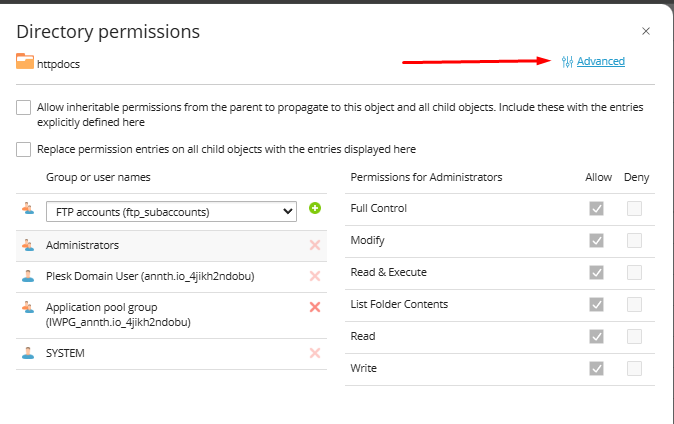 Directory permissions
httpdocs
Advanced
Allow inheritable permissions from the parent to propagate to this object and all child objects. Include these with the entries
explicitly defined here
Replace permission entries on all child objects with the entries displayed here
Group or user names
FTP accounts (ftp_subaccounts)
Administrators
Plesk Domain User (annth.io_4jikh2ndobu)
Application pool group
(IWPG_annth.io_4jikh2ndobu)
SYSTEM
Permissions for Administrators
Allow
Deny
Full Control
Modify
Read & Execute
List Folder Contents
Read
Write